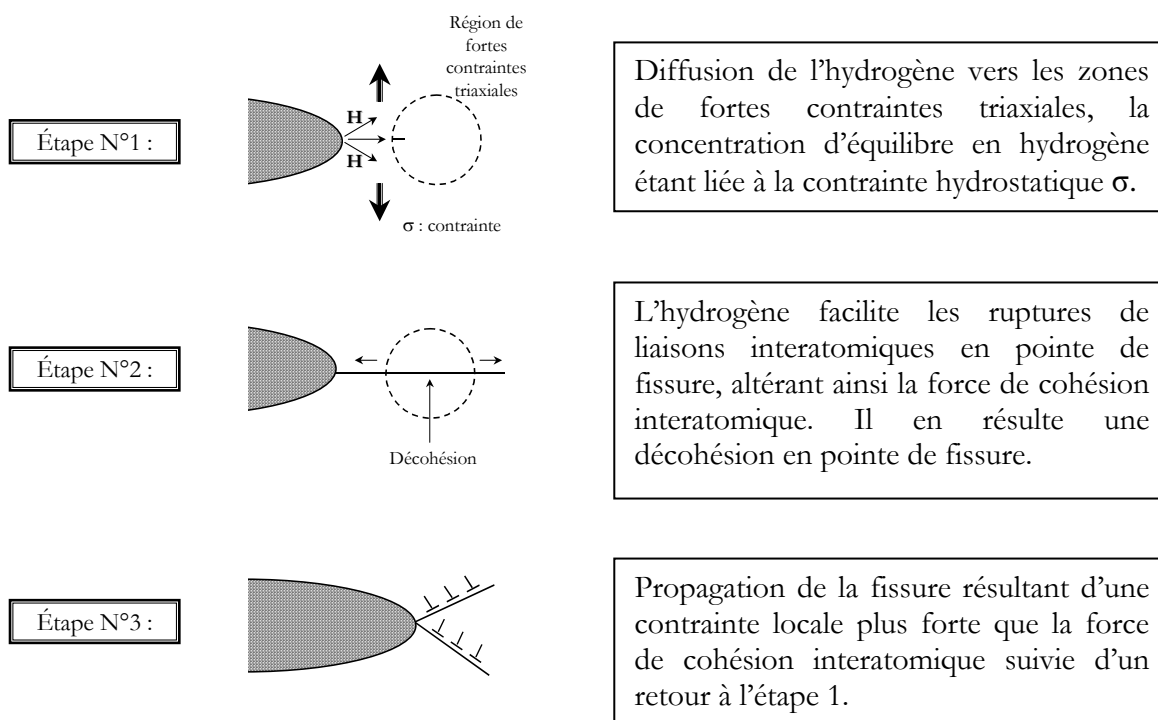 Région de
fortes
contraintes
triaxiales
Étape N°1 :
H
H
σ : contrainte
Diffusion de l'hydrogène vers les zones
de fortes contraintes triaxiales, la
concentration d'équilibre en hydrogène
étant liée à la contrainte hydrostatique σ.
Étape N°2 :
Décohésion
L'hydrogène facilite les ruptures de
liaisons interatomiques en pointe de
fissure, altérant ainsi la force de cohésion
interatomique. Il en résulte une
décohésion en pointe de fissure.
Étape N°3 :
Propagation de la fissure résultant d'une
contrainte locale plus forte que la force
de cohésion interatomique suivie d'un
retour à l'étape 1.